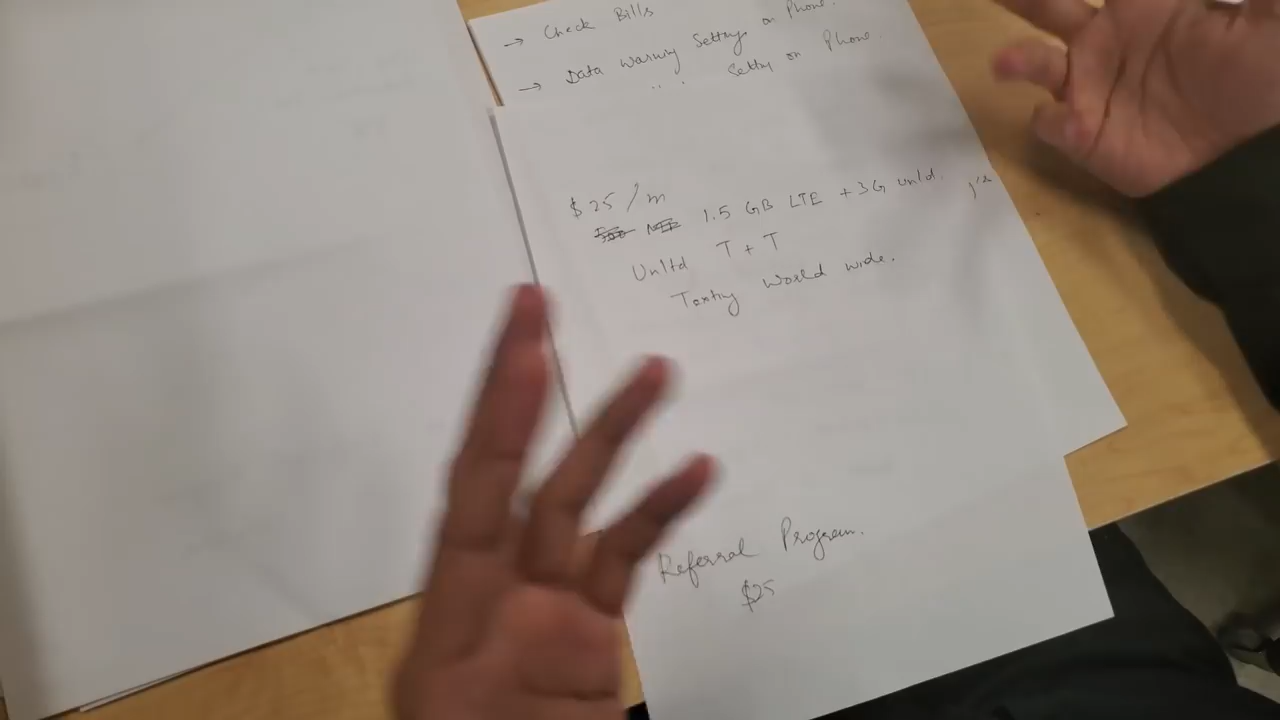 → Check Bills
→ Data Warning Settings on Phone.
" " Setting on Phone.
$25/m
1.5 GB LTE + 3G unltd.
Unltd T + T
Texting World wide.
Referral Program.
$25